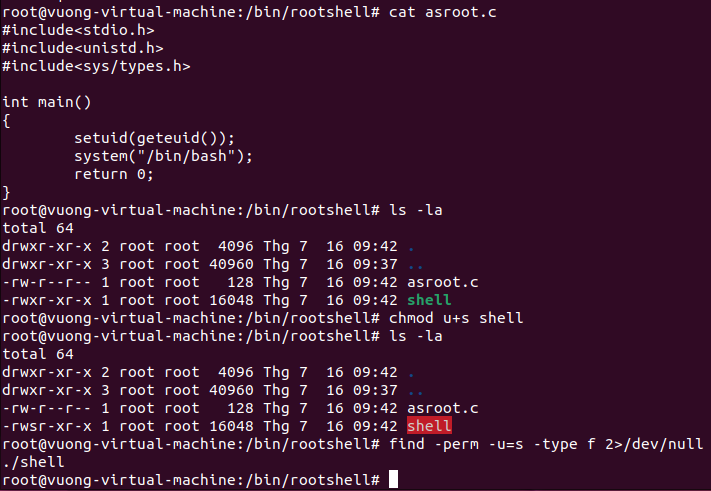 root@vuong-virtual-machine:/bin/rootshell# cat asroot.c
#include<stdio.h>
#include<unistd.h>
#include<sys/types.h>

int main()
{
        setuid(geteuid());
        system("/bin/bash");
        return 0;
}
root@vuong-virtual-machine:/bin/rootshell# ls -la
total 64
drwxr-xr-x 2 root root  4096 Thg 7  16 09:42 .
drwxr-xr-x 3 root root 40960 Thg 7  16 09:37 ..
-rw-r--r-- 1 root root   128 Thg 7  16 09:42 asroot.c
-rwxr-xr-x 1 root root 16048 Thg 7  16 09:42 shell
root@vuong-virtual-machine:/bin/rootshell# chmod u+s shell
root@vuong-virtual-machine:/bin/rootshell# ls -la
total 64
drwxr-xr-x 2 root root  4096 Thg 7  16 09:42 .
drwxr-xr-x 3 root root 40960 Thg 7  16 09:37 ..
-rw-r--r-- 1 root root   128 Thg 7  16 09:42 asroot.c
-rwsr-xr-x 1 root root 16048 Thg 7  16 09:42 shell
root@vuong-virtual-machine:/bin/rootshell# find -perm -u=s -type f 2>/dev/null
./shell
root@vuong-virtual-machine:/bin/rootshell#